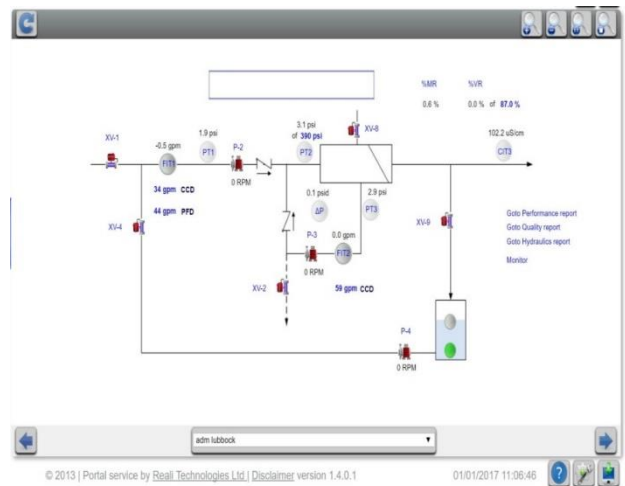 %MR %VR
0.6 % 0.0 % of 87.0 %
3.1 psi
of 390 psi
XV-8
XV-1
-0.5 gpm
1.9 psi
P-2
102.2 uS/cm
FIT1
PT1
PT2
CIT3
0 RPM
34 gpm CCD
44 gpm PFD
0.1 psid
2.9 psi
ΔP
PT3
XV-4
XV-9
P-3
0.0 gpm
FIT2
0 RPM
XV-2
59 gpm CCD
Goto Performance report
Goto Quality report
Goto Hydraulics report
Monitor
P-4
0 RPM
adm lubbock
© 2013 | Portal service by Reali Technologies Ltd | Disclaimer version 1.4.0.1
01/01/2017 11:06:46
?